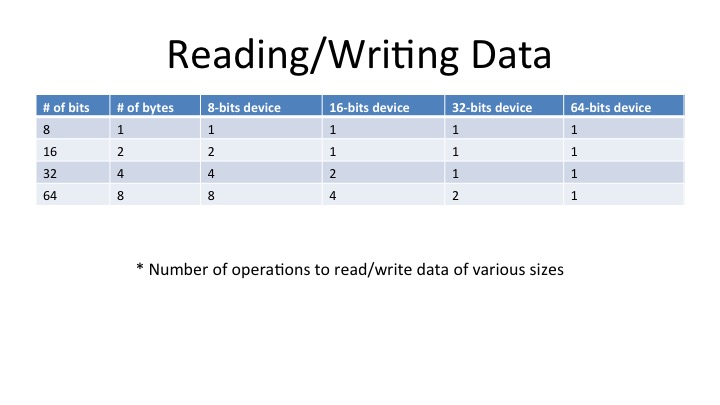 Reading/Writing Data
# of bits # of bytes 8-bits device 16-bits device 32-bits device 64-bits device
8 1 1 1 1 1
16 2 2 1 1 1
32 4 4 2 1 1
64 8 8 4 2 1
* Number of operations to read/write data of various sizes